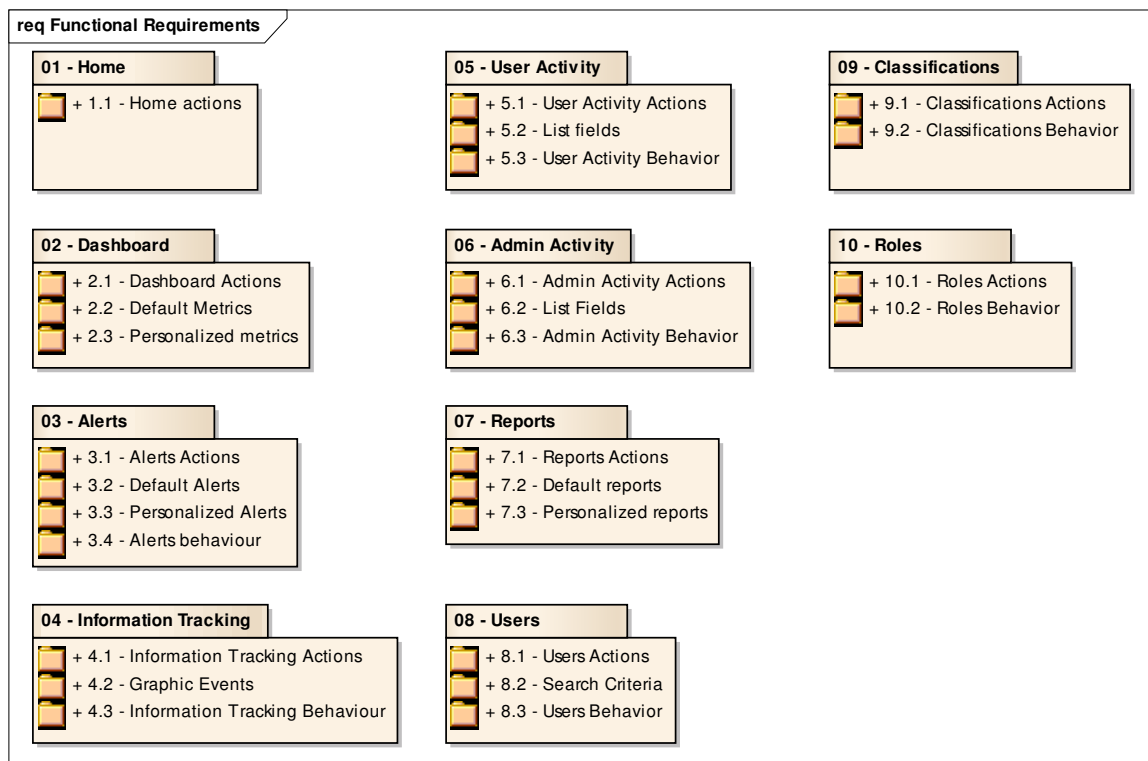 req Functional Requirements
01 - Home
+ 1.1 - Home actions
02 - Dashboard
+ 2.1 - Dashboard Actions
+ 2.2 - Default Metrics
+ 2.3 - Personalized metrics
03 - Alerts
+ 3.1 - Alerts Actions
+ 3.2 - Default Alerts
+ 3.3 - Personalized Alerts
+ 3.4 - Alerts behaviour
04 - Information Tracking
+ 4.1 - Information Tracking Actions
+ 4.2 - Graphic Events
+ 4.3 - Information Tracking Behaviour
05 - User Activity
+ 5.1 - User Activity Actions
+ 5.2 - List fields
+ 5.3 - User Activity Behavior
06 - Admin Activity
+ 6.1 - Admin Activity Actions
+ 6.2 - List Fields
+ 6.3 - Admin Activity Behavior
07 - Reports
+ 7.1 - Reports Actions
+ 7.2 - Default reports
+ 7.3 - Personalized reports
08 - Users
+ 8.1 - Users Actions
+ 8.2 - Search Criteria
+ 8.3 - Users Behavior
09 - Classifications
+ 9.1 - Classifications Actions
+ 9.2 - Classifications Behavior
10 - Roles
+ 10.1 - Roles Actions
+ 10.2 - Roles Behavior